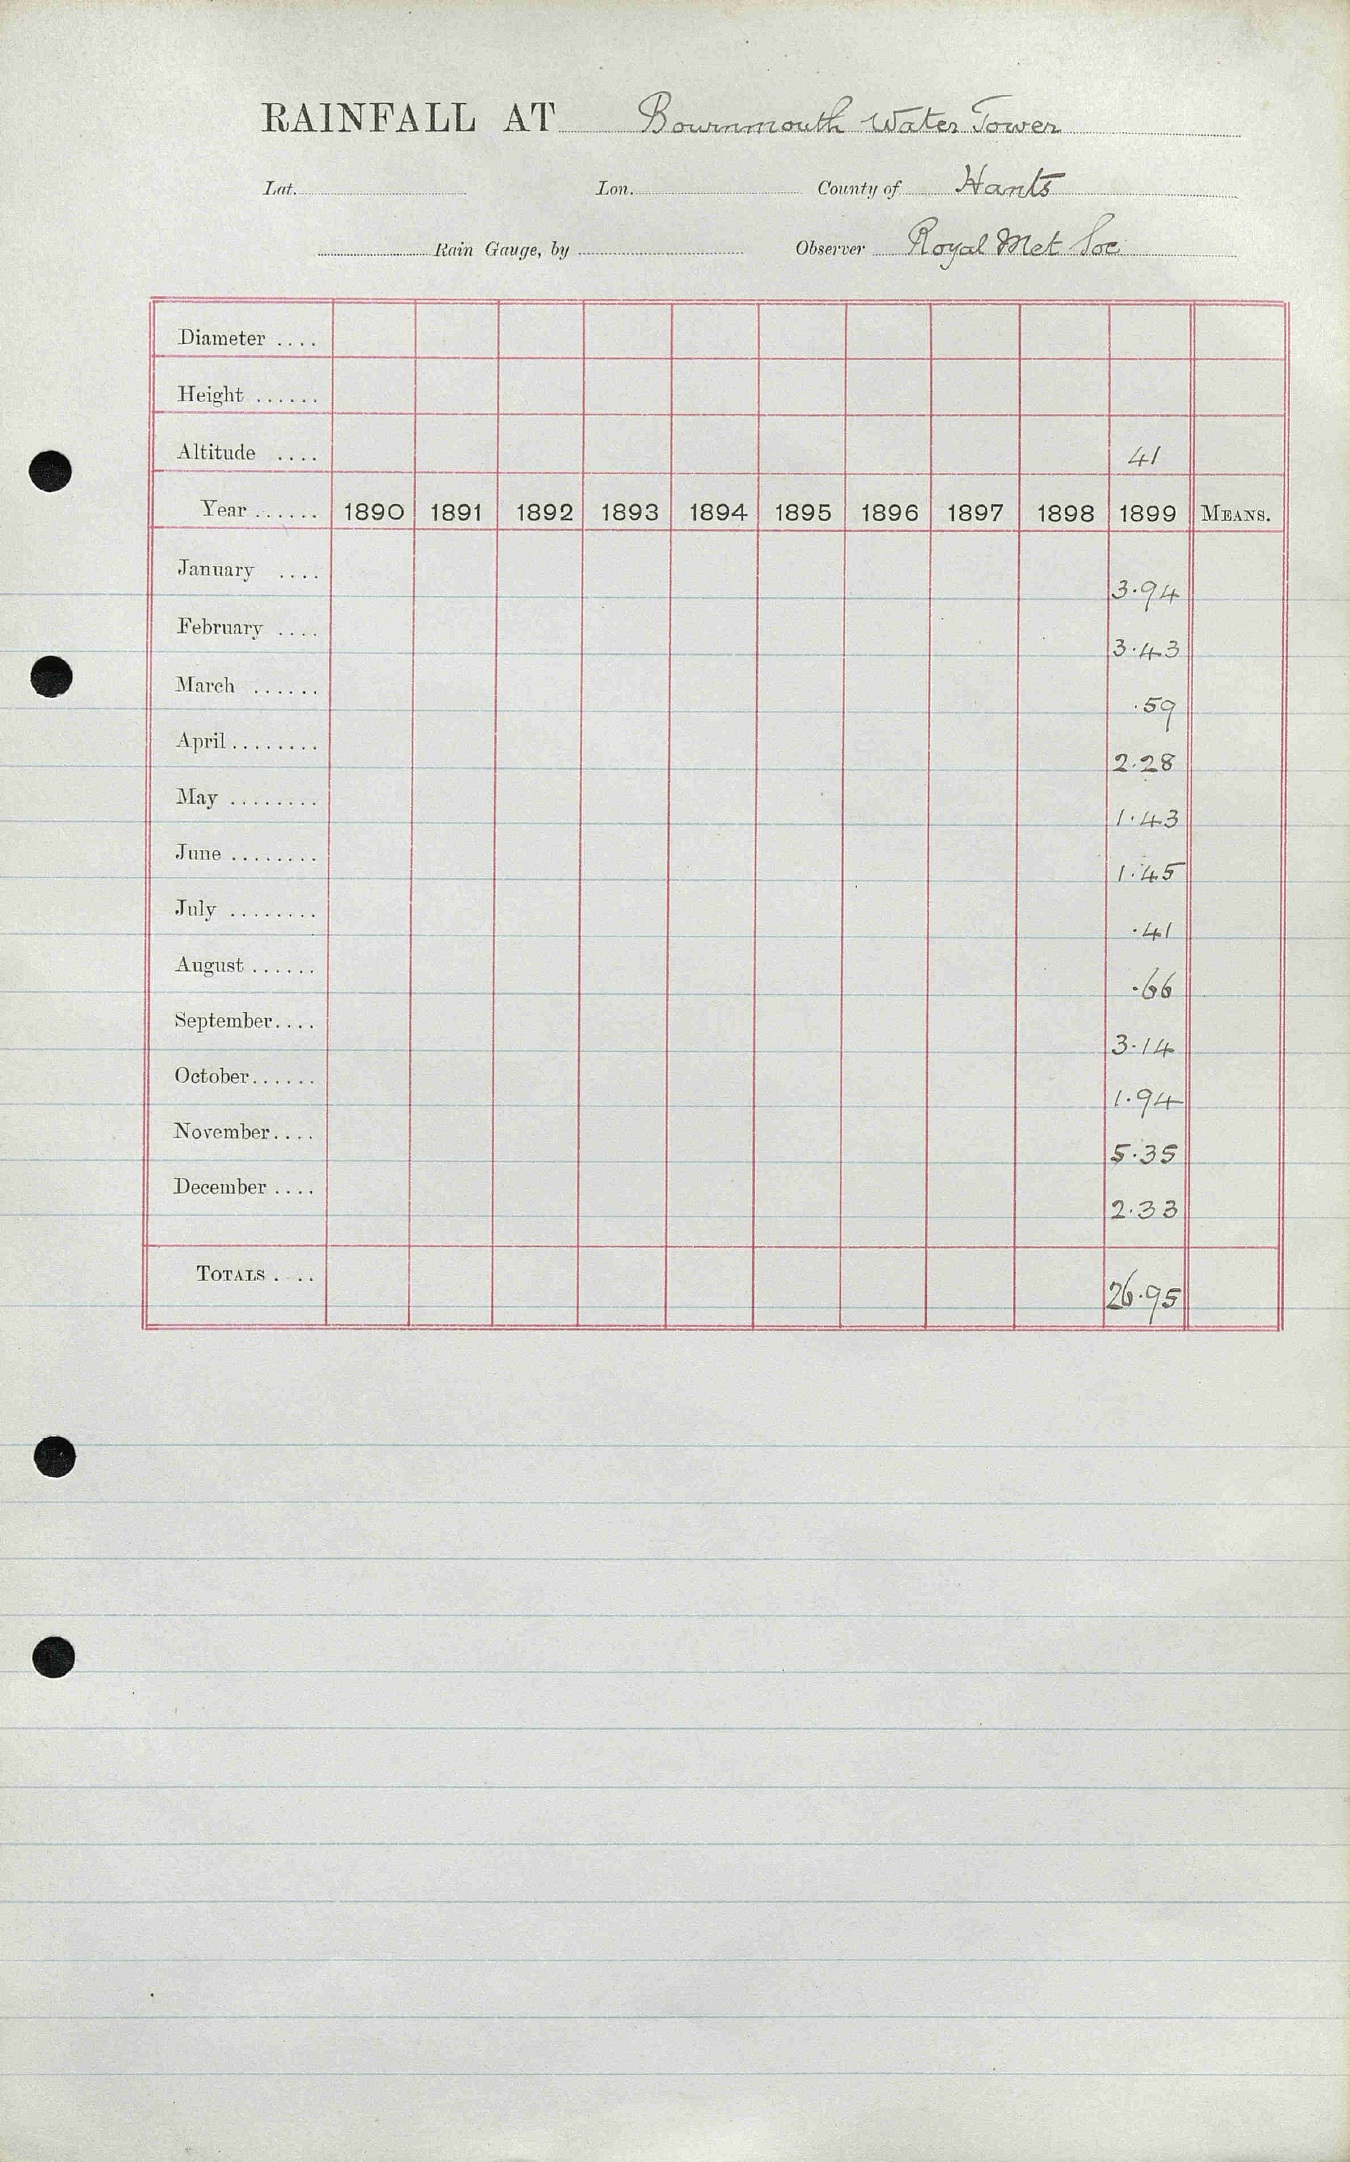 RAINFALL AT Bournmouth Water Tower
Lat. Lon. County of Hants
Rain Gauge, by Observer Royal Met Soc
Diameter ....
Height ......
Altitude .... 41
Year ...... 1890 1891 1892 1893 1894 1895 1896 1897 1898 1899 MEANS.
January .... 3.94
February .... 3.43
March ...... .59
April........ 2.28
May ........ 1.43
June ........ 1.45
July ........ .41
August ...... .66
September.... 3.14
October...... 1.94
November.... 5.35
December .... 2.33
TOTALS .... 26.95